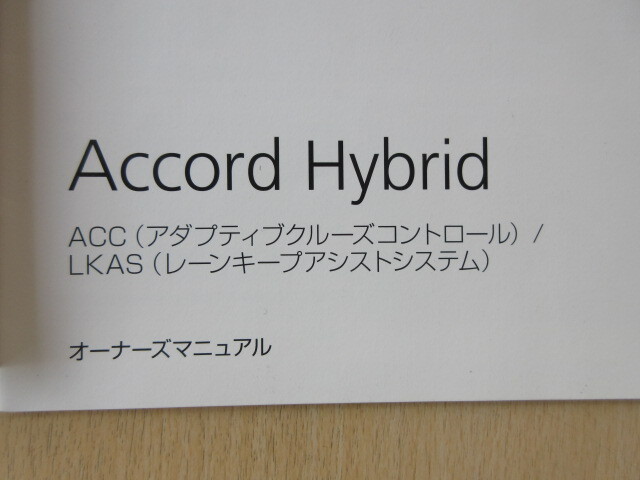 Accord Hybrid
ACC（アダプティブクルーズコントロール）/
LKAS（レーンキープアシストシステム）
オーナーズマニュアル